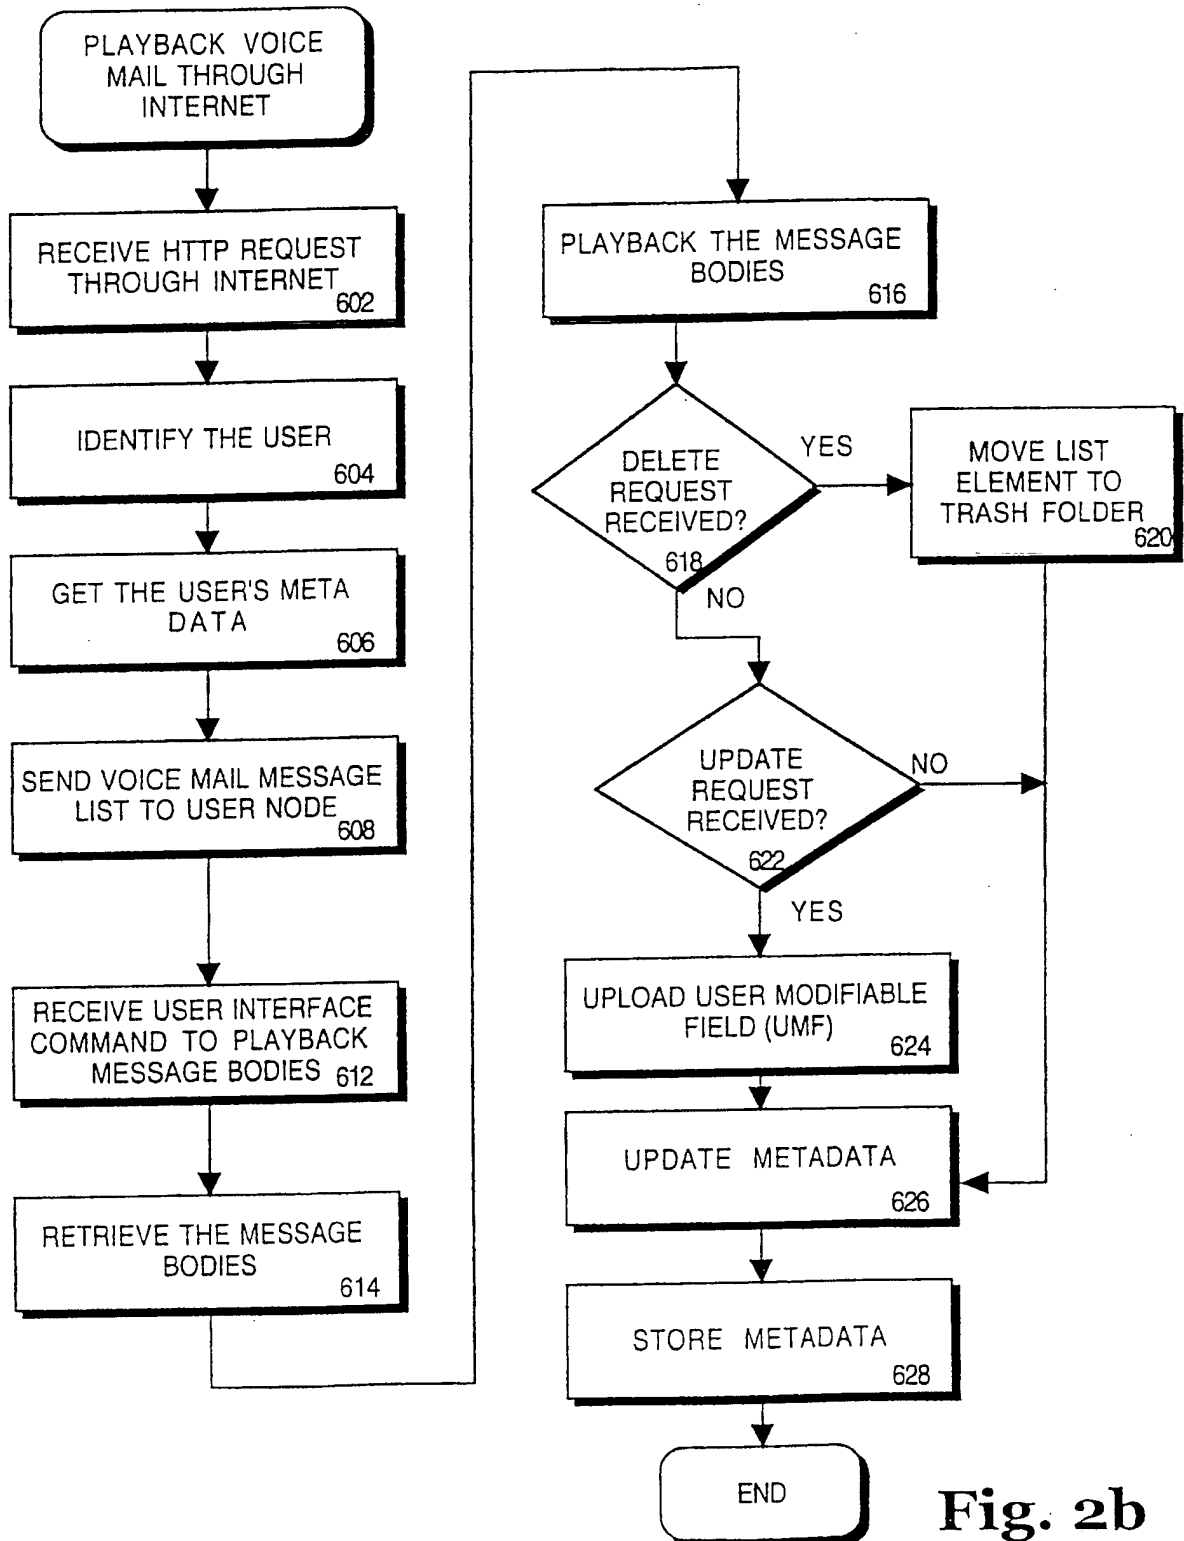 PLAYBACK VOICE
MAIL THROUGH
INTERNET
RECEIVE HTTP REQUEST
THROUGH INTERNET
602
IDENTIFY THE USER
604
GET THE USER'S META
DATA
606
SEND VOICE MAIL MESSAGE
LIST TO USER NODE
608
RECEIVE USER INTERFACE
COMMAND TO PLAYBACK
MESSAGE BODIES 612
RETRIEVE THE MESSAGE
BODIES
614
PLAYBACK THE MESSAGE
BODIES
616
DELETE
REQUEST
RECEIVED?
618
YES
NO
MOVE LIST
ELEMENT TO
TRASH FOLDER
620
UPDATE
REQUEST
RECEIVED?
622
NO
YES
UPLOAD USER MODIFIABLE
FIELD (UMF)
624
UPDATE METADATA
626
STORE METADATA
628
END
Fig. 2b